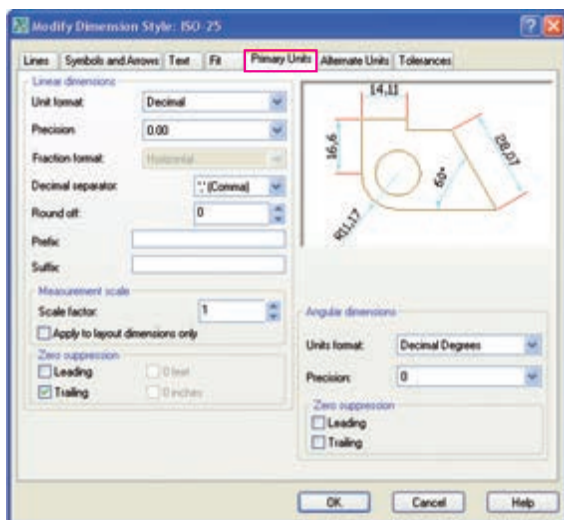 Modify Dimension Style: ISO-25
Lines Symbols and Arrows Text Fit Primary Units Alternate Units Tolerances
Linear dimensions
Unit format: Decimal
Precision 0.00
Fraction format: Horizontal
Decimal separator: ',' (Comma)
Round off: 0
Prefix:
Suffix:
Measurement scale
Scale factor: 1
Apply to layout dimensions only
Zero suppression
Leading 0 feet
Trailing 0 inches
14,11
16,6
28,07
60°
R11,17
Angular dimensions
Units format: Decimal Degrees
Precision: 0
Zero suppression
Leading
Trailing
OK Cancel Help